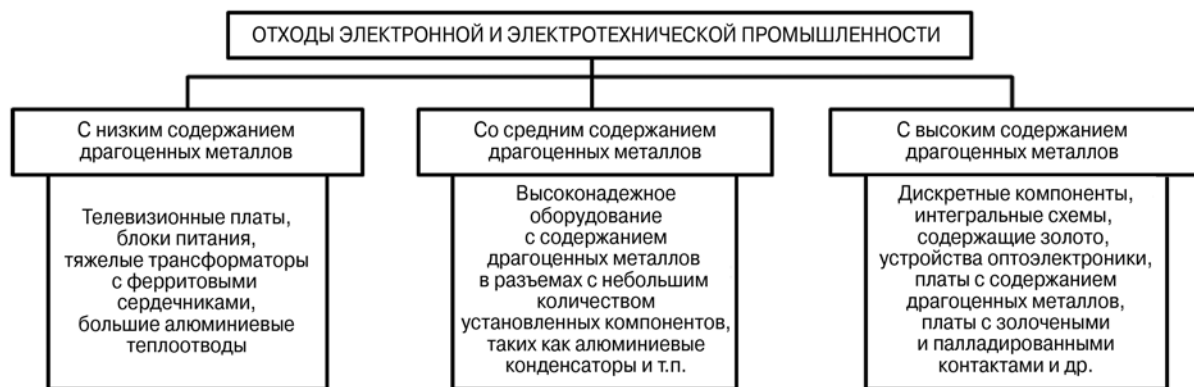 ОТХОДЫ ЭЛЕКТРОННОЙ И ЭЛЕКТРОТЕХНИЧЕСКОЙ ПРОМЫШЛЕННОСТИ
С низким содержанием
драгоценных металлов
Телевизионные платы,
блоки питания,
тяжелые трансформаторы
с ферритовыми
сердечниками,
большие алюминиевые
теплоотводы
Со средним содержанием
драгоценных металлов
Высоконадежное
оборудование
с содержанием
драгоценных металлов
в разъемах с небольшим
количеством
установленных компонентов,
таких как алюминиевые
конденсаторы и т.п.
С высоким содержанием
драгоценных металлов
Дискретные компоненты,
интегральные схемы,
содержащие золото,
устройства оптоэлектроники,
платы с содержанием
драгоценных металлов,
платы с золочеными
и палладированными
контактами и др.